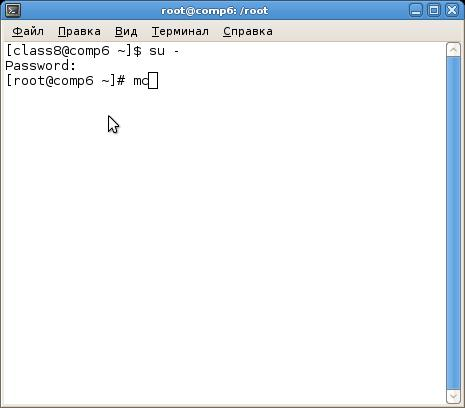 root@comp6: /root
Файл Правка Вид Терминал Справка
[class8@comp6 ~]$ su -
Password:
[root@comp6 ~]# mc